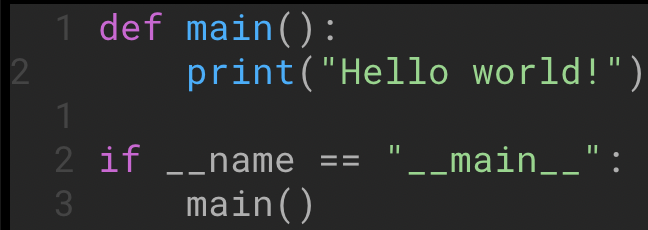 1 def main():
2     print("Hello world!")
1
2 if __name == "__main__":
3     main()